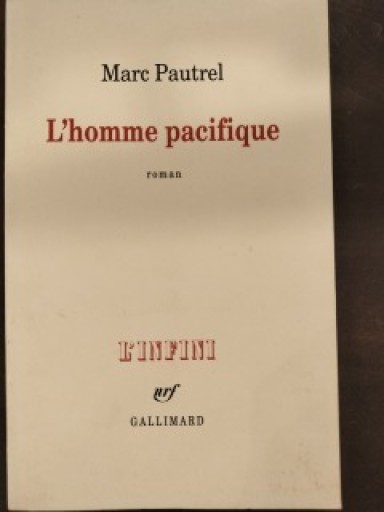 Marc Pautrel
L'homme pacifique
roman
L'INFINI
nrf
GALLIMARD